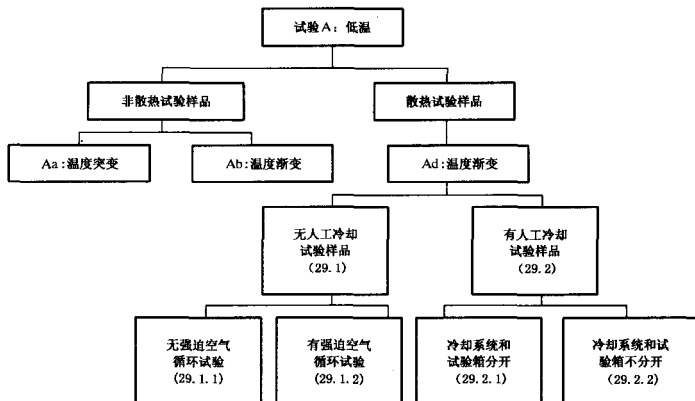 试验A：低温
非散热试验样品
散热试验样品
Aa:温度突变
Ab:温度渐变
Ad:温度渐变
无人工冷却
试验样品
(29.1)
有人工冷却
试验样品
(29.2)
无强迫空气
循环试验
(29.1.1)
有强迫空气
循环试验
(29.1.2)
冷却系统和
试验箱分开
(29.2.1)
冷却系统和试
验箱不分开
(29.2.2)